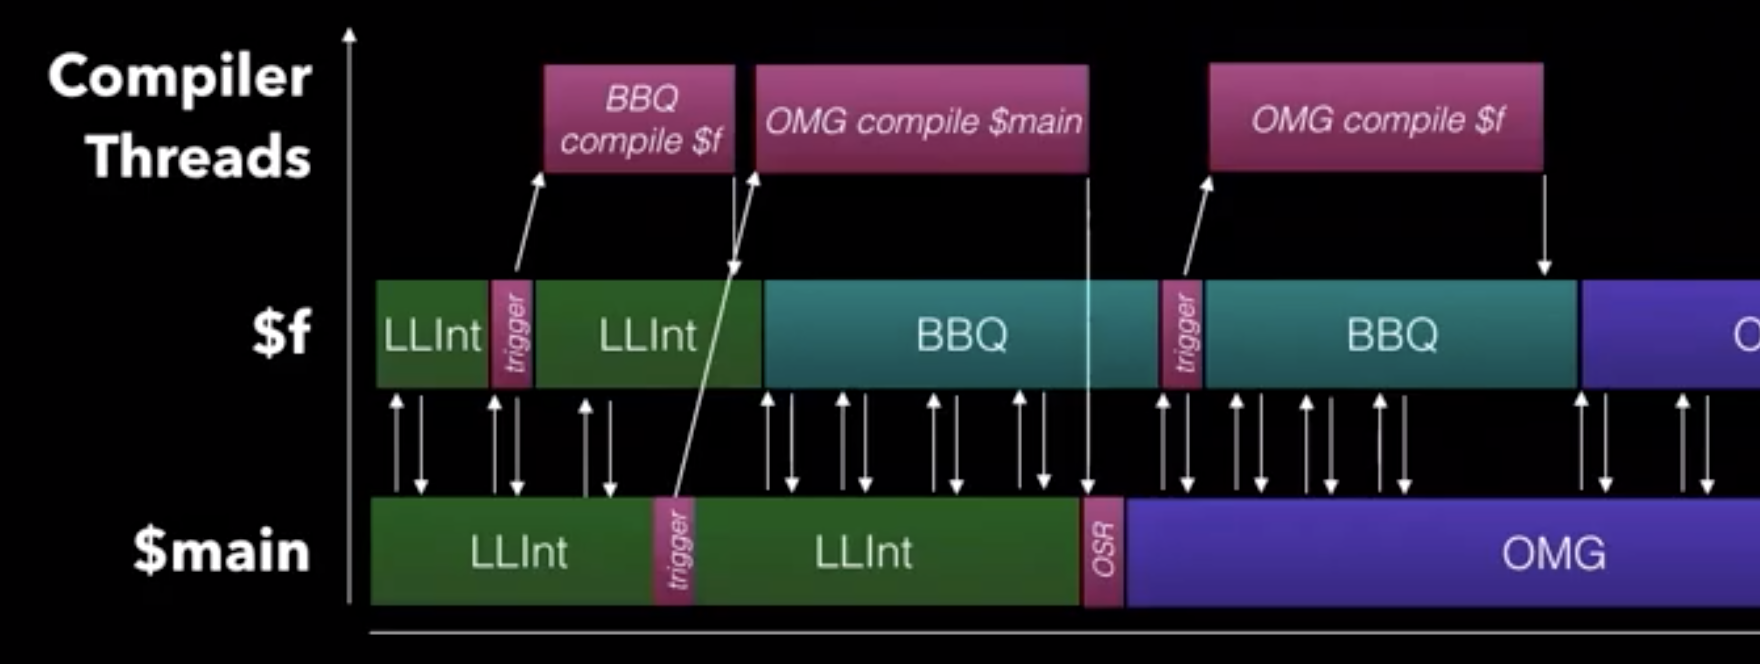 Compiler
Threads
BBQ
compile $f
OMG compile $main
OMG compile $f
$f
LLInt
trigger
LLInt
BBQ
trigger
BBQ
O
$main
LLInt
trigger
LLInt
OSR
OMG